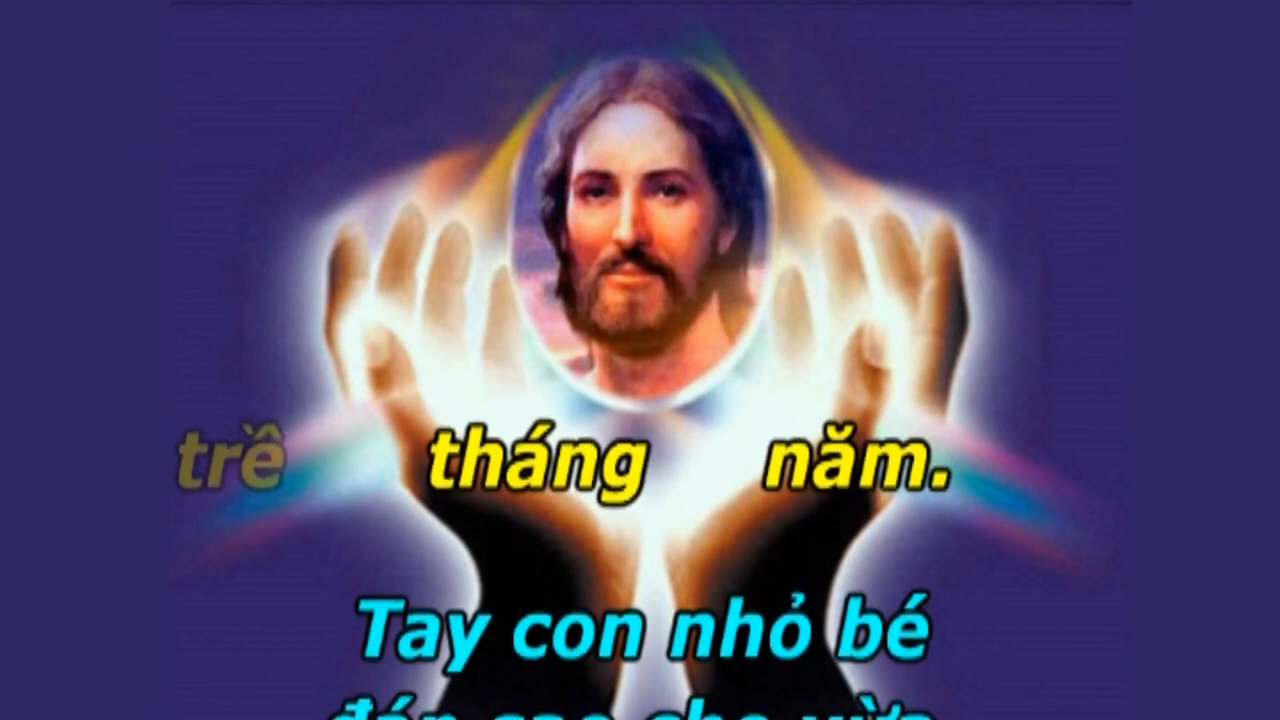 trề tháng năm.
Tay con nhỏ bé